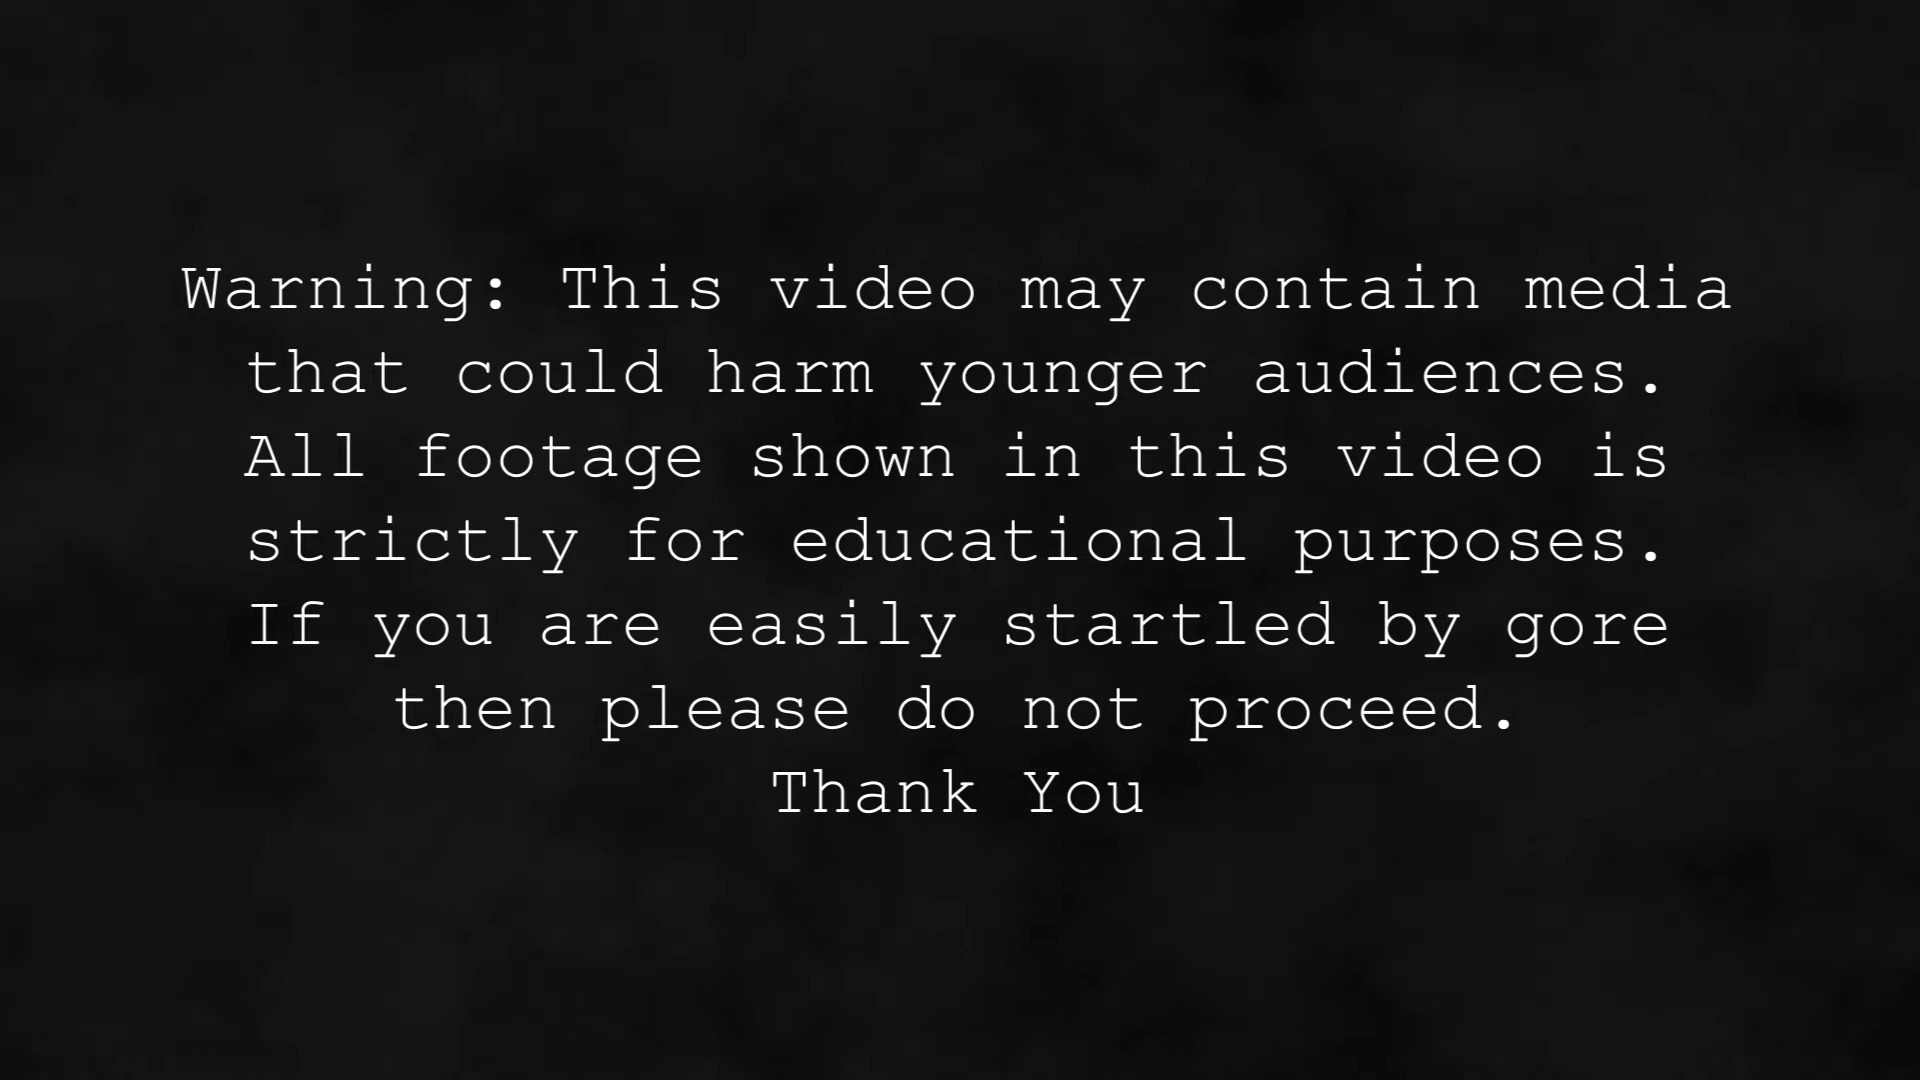 Warning: This video may contain media
that could harm younger audiences.
All footage shown in this video is
strictly for educational purposes.
If you are easily startled by gore
then please do not proceed.
Thank You